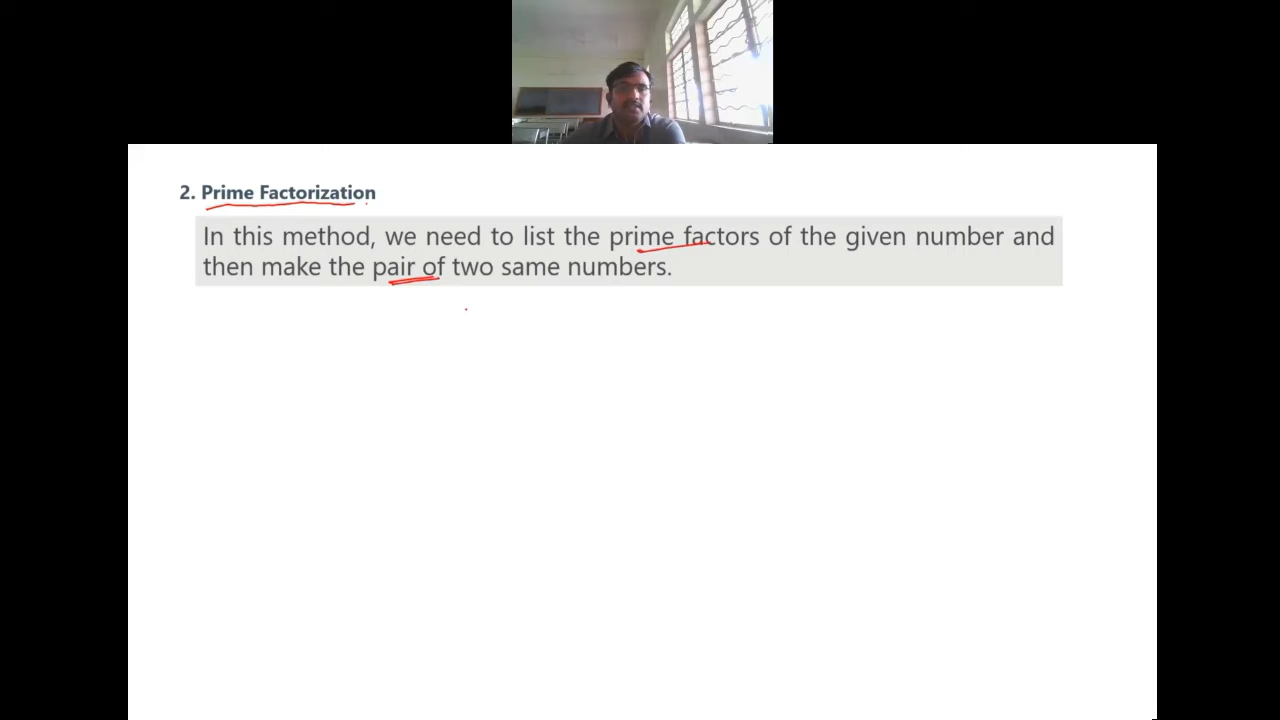 2. Prime Factorization
In this method, we need to list the prime factors of the given number and
then make the pair of two same numbers.